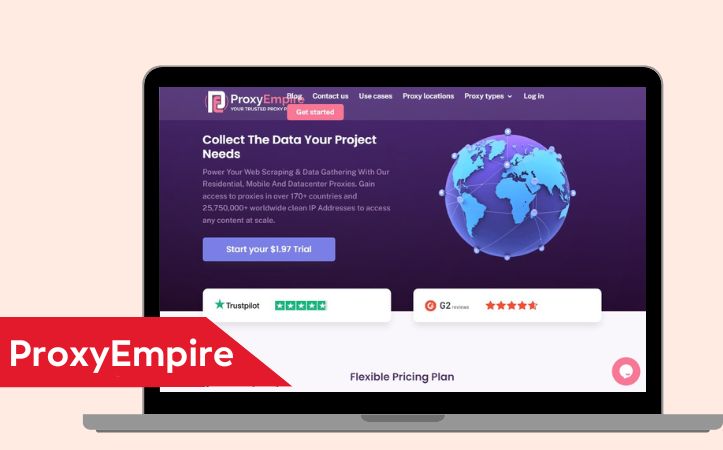 ProxyEmpire
YOUR TRUSTED PROXY P
Blog Contact us Use cases Proxy locations Proxy types Log in
Get started
Collect The Data Your Project
Needs
Power Your Web Scraping & Data Gathering With Our
Residential, Mobile And Datacenter Proxies. Gain
access to proxies in over 170+ countries and
25,750,000+ worldwide clean IP Addresses to access
any content at scale.
Start your $1.97 Trial
Trustpilot
G2 reviews
ProxyEmpire
Flexible Pricing Plan